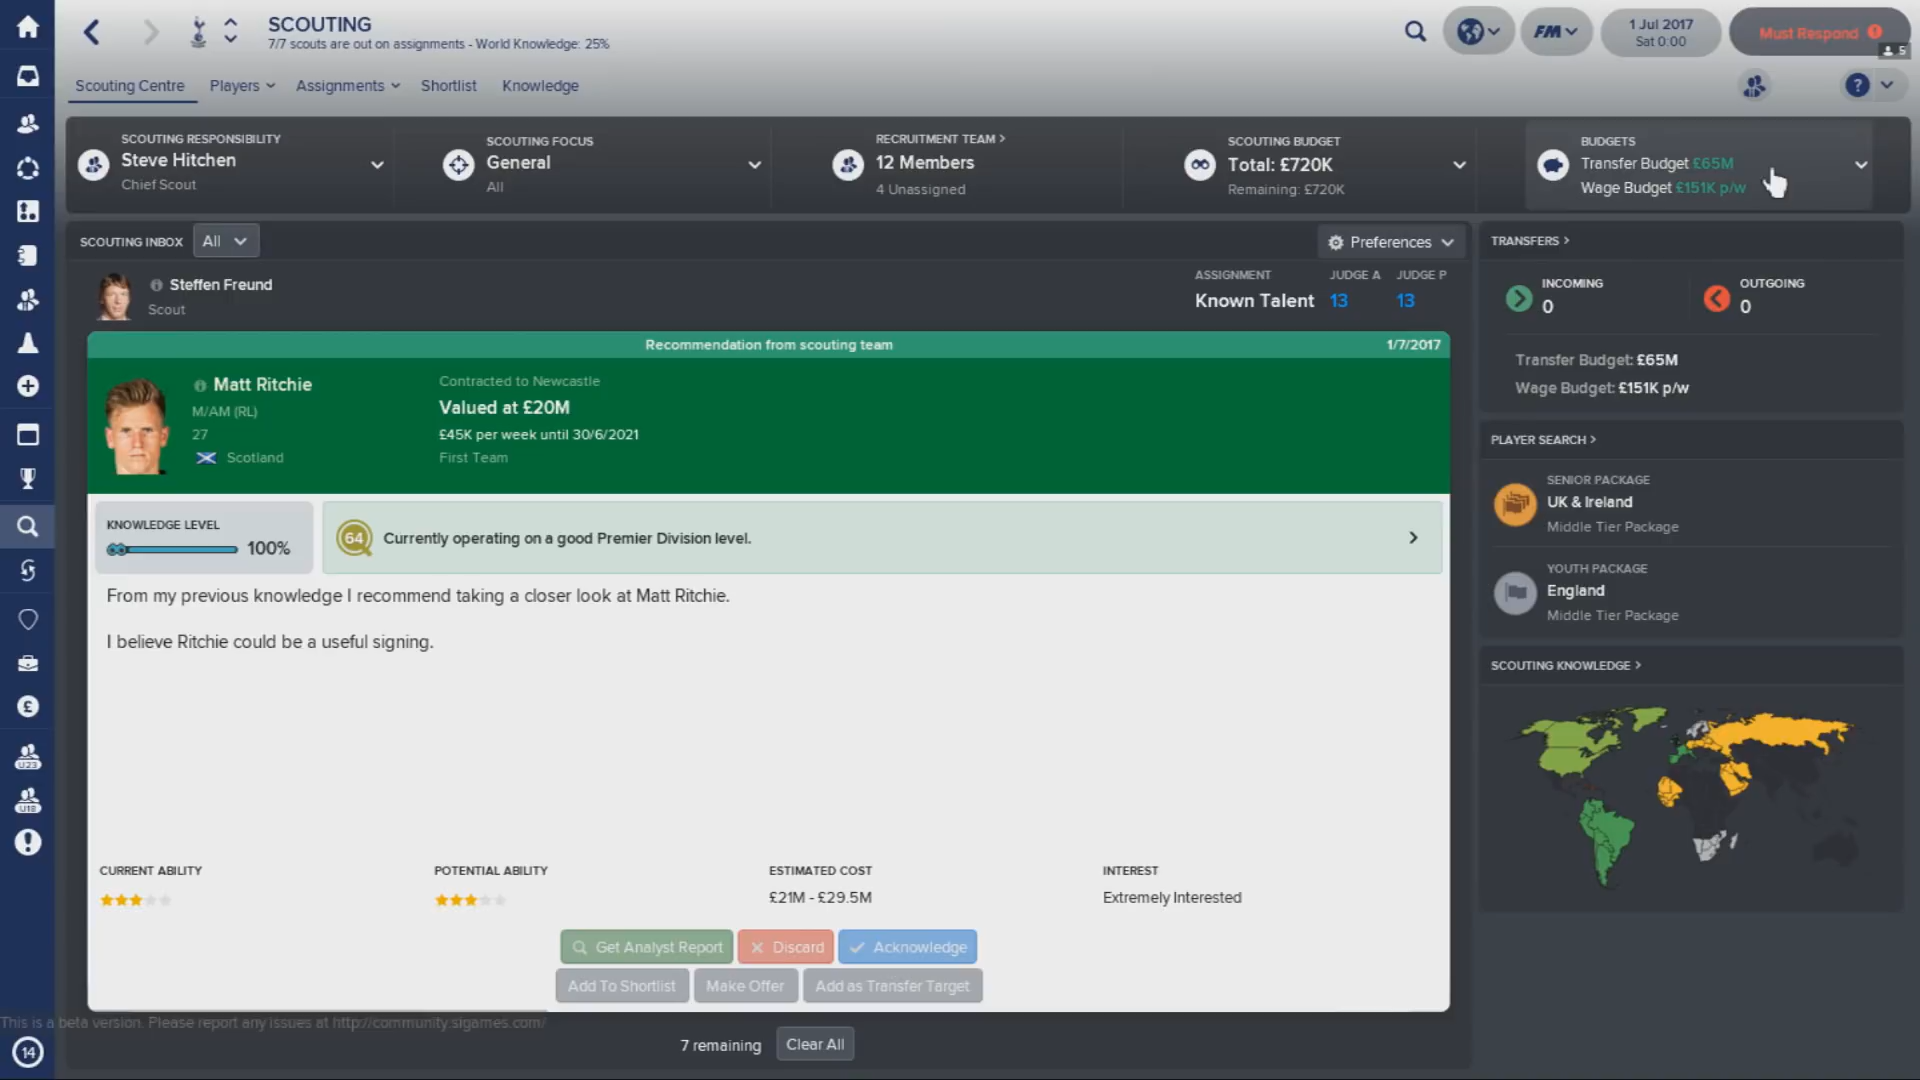 SCOUTING
7/7 scouts are out on assignments - World Knowledge: 25%
FM
1 Jul 2017
Sat 0:00
Must Respond
5
Scouting Centre
Players
Assignments
Shortlist
Knowledge
?
SCOUTING RESPONSIBILITY
Steve Hitchen
Chief Scout
SCOUTING FOCUS
General
All
RECRUITMENT TEAM >
12 Members
4 Unassigned
SCOUTING BUDGET
Total: £720K
Remaining: £720K
BUDGETS
Transfer Budget £65M
Wage Budget £151K p/w
SCOUTING INBOX
All
Preferences
Steffen Freund
Scout
ASSIGNMENT
Known Talent
JUDGE A
13
JUDGE P
13
Recommendation from scouting team
1/7/2017
Matt Ritchie
M/AM (RL)
27
Scotland
Contracted to Newcastle
Valued at £20M
£45K per week until 30/6/2021
First Team
KNOWLEDGE LEVEL
100%
64
Currently operating on a good Premier Division level.
From my previous knowledge I recommend taking a closer look at Matt Ritchie.
I believe Ritchie could be a useful signing.
CURRENT ABILITY
POTENTIAL ABILITY
ESTIMATED COST
£21M - £29.5M
INTEREST
Extremely Interested
Get Analyst Report
Discard
Acknowledge
Add To Shortlist
Make Offer
Add as Transfer Target
7 remaining
Clear All
TRANSFERS >
INCOMING
0
OUTGOING
0
Transfer Budget: £65M
Wage Budget: £151K p/w
PLAYER SEARCH >
SENIOR PACKAGE
UK & Ireland
Middle Tier Package
YOUTH PACKAGE
England
Middle Tier Package
SCOUTING KNOWLEDGE >
U23
U18
This is a beta version. Please report any issues at http://community.sigames.com/
14